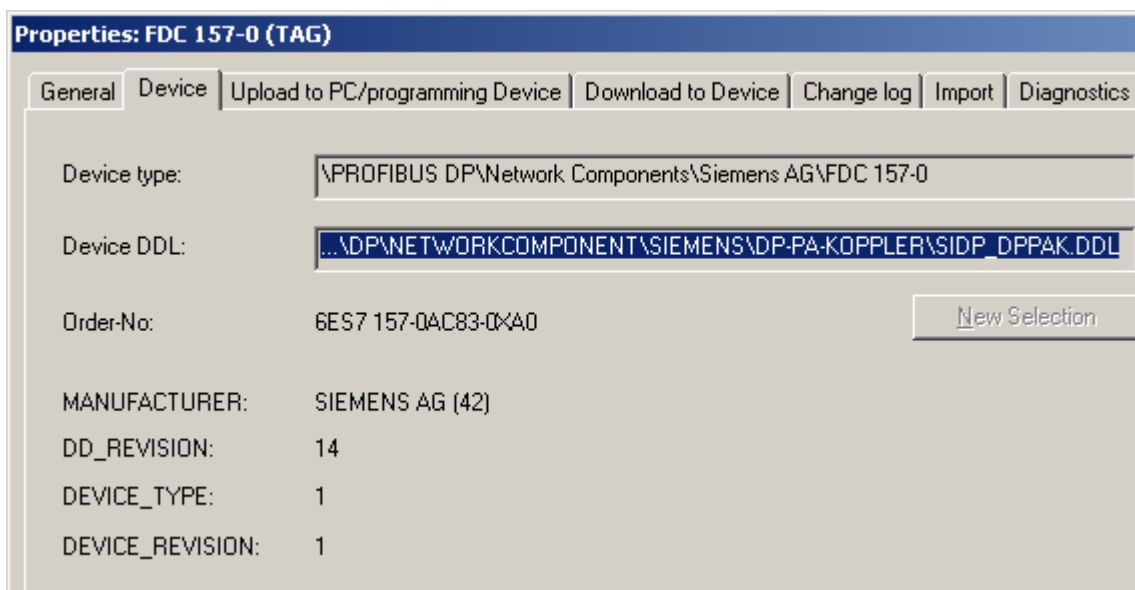 Properties: FDC 157-0 (TAG)
General Device Upload to PC/programming Device Download to Device Change log Import Diagnostics
Device type: \PROFIBUS DP\Network Components\Siemens AG\FDC 157-0
Device DDL: ...\DP\NETWORKCOMPONENT\SIEMENS\DP-PA-KOPPLER\SIDP_DPPAK.DDL
Order-No: 6ES7 157-0AC83-0XA0 New Selection
MANUFACTURER: SIEMENS AG (42)
DD_REVISION: 14
DEVICE_TYPE: 1
DEVICE_REVISION: 1